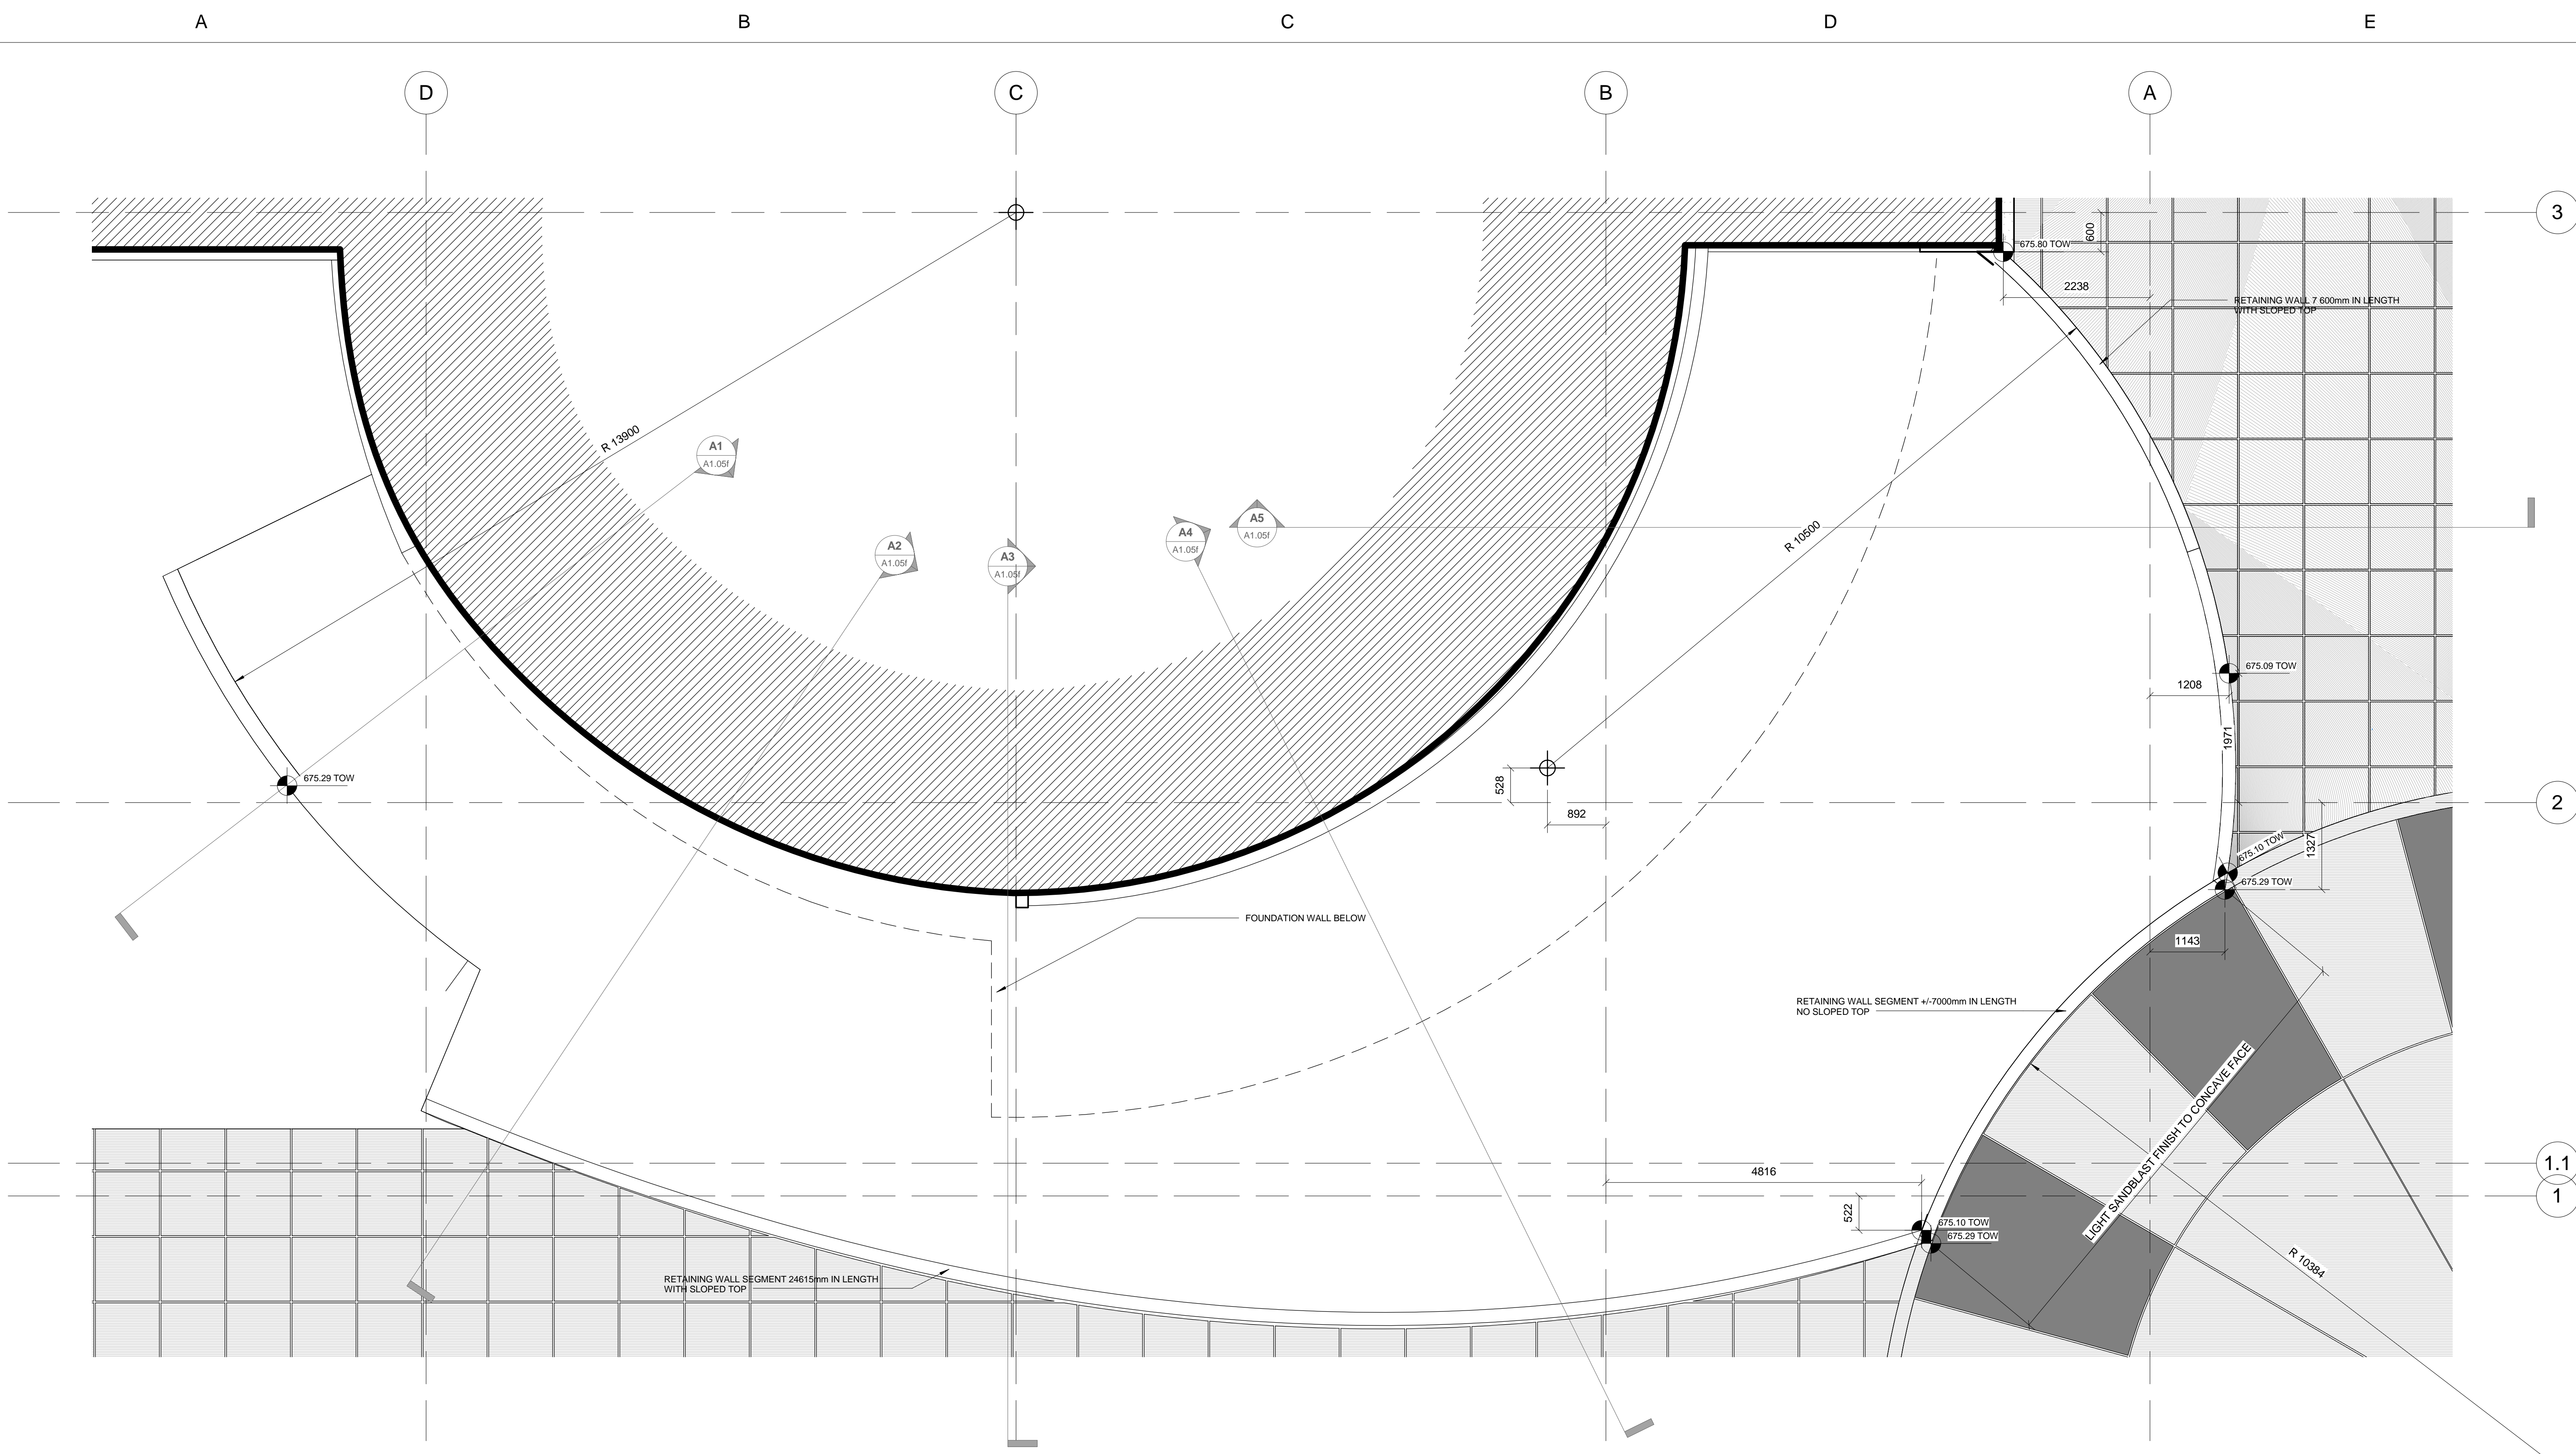 A B C D E
D C B A
3
675.80 TOW
600
2238
RETAINING WALL 7 600mm IN LENGTH
WITH SLOPED TOP
R 13900
A1
A1.05f
A2
A1.05f
A3
A1.05f
A4
A1.05f
A5
A1.05f
R 10500
675.09 TOW
1208
1971
675.29 TOW
528
892
2
1327
675.10 TOW
675.29 TOW
FOUNDATION WALL BELOW
1143
RETAINING WALL SEGMENT +/-7000mm IN LENGTH
NO SLOPED TOP
LIGHT SANDBLAST FINISH TO CONCAVE FACE
4816
1.1
1
522
675.10 TOW
675.29 TOW
R 10384
RETAINING WALL SEGMENT 24615mm IN LENGTH
WITH SLOPED TOP